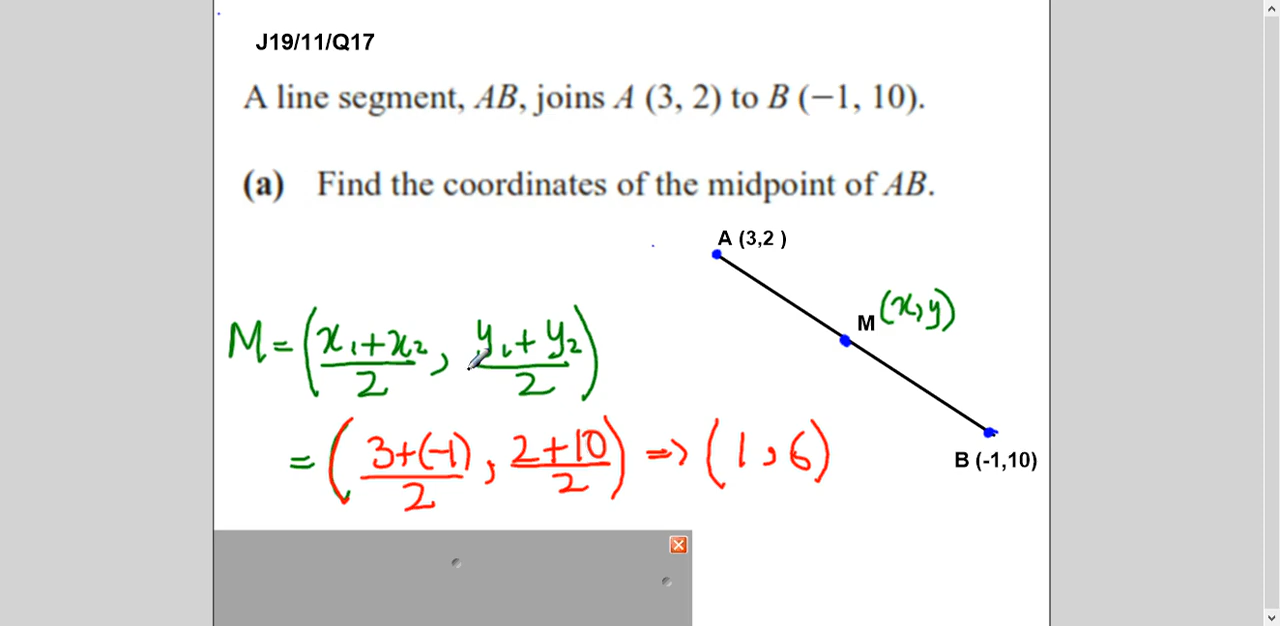 J19/11/Q17
A line segment, AB, joins A (3, 2) to B (−1, 10).
(a) Find the coordinates of the midpoint of AB.
A (3,2 )
M (x, y)
B (-1,10)
M = ( x₁+x₂ / 2 , y₁+y₂ / 2 )
= ( 3+(-1) / 2 , 2+10 / 2 ) ⇒ ( 1 , 6 )